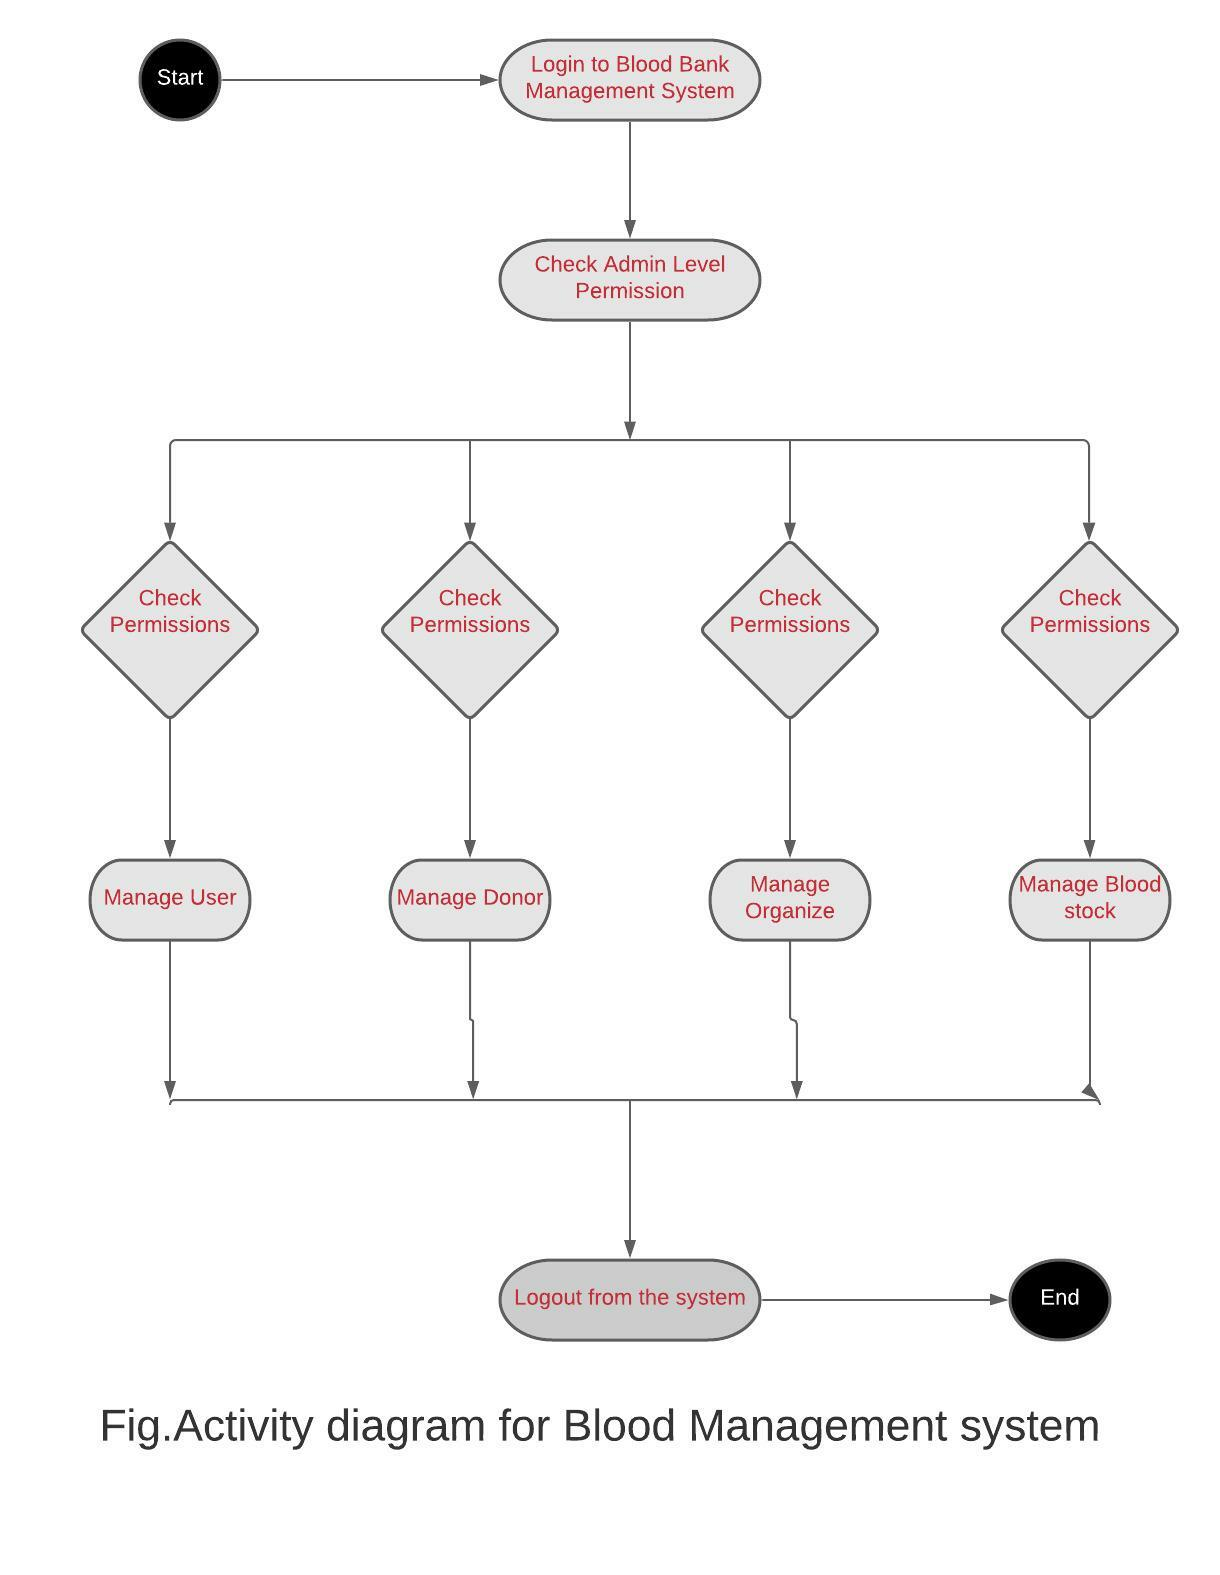 Start
Login to Blood Bank
Management System
Check Admin Level
Permission
Check
Permissions
Check
Permissions
Check
Permissions
Check
Permissions
Manage User
Manage Donor
Manage
Organize
Manage Blood
stock
Logout from the system
End
Fig.Activity diagram for Blood Management system